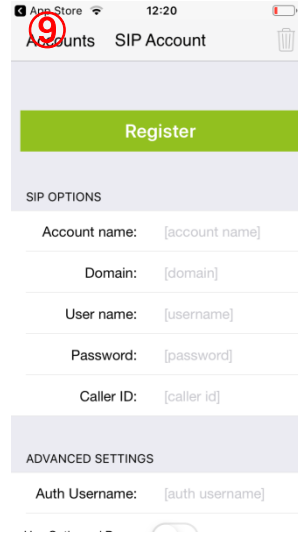 App Store 12:20
⑨
Accounts SIP Account
Register
SIP OPTIONS
Account name: [account name]
Domain: [domain]
User name: [username]
Password: [password]
Caller ID: [caller id]
ADVANCED SETTINGS
Auth Username: [auth username]